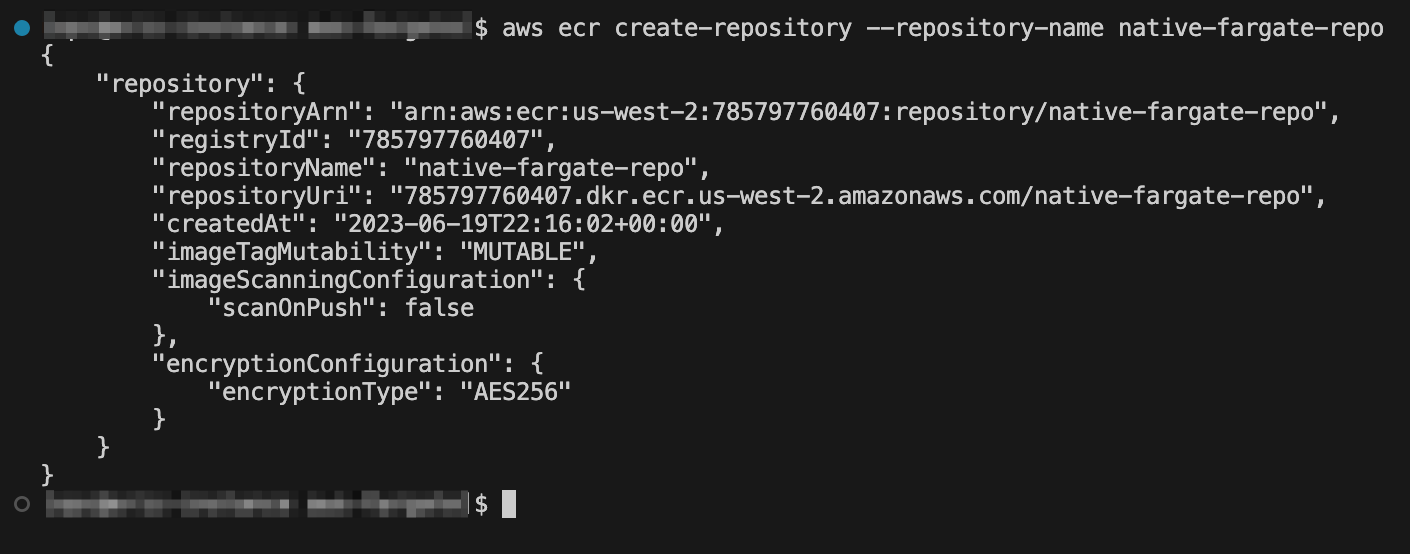 $ aws ecr create-repository --repository-name native-fargate-repo
{
    "repository": {
        "repositoryArn": "arn:aws:ecr:us-west-2:785797760407:repository/native-fargate-repo",
        "registryId": "785797760407",
        "repositoryName": "native-fargate-repo",
        "repositoryUri": "785797760407.dkr.ecr.us-west-2.amazonaws.com/native-fargate-repo",
        "createdAt": "2023-06-19T22:16:02+00:00",
        "imageTagMutability": "MUTABLE",
        "imageScanningConfiguration": {
            "scanOnPush": false
        },
        "encryptionConfiguration": {
            "encryptionType": "AES256"
        }
    }
}
$